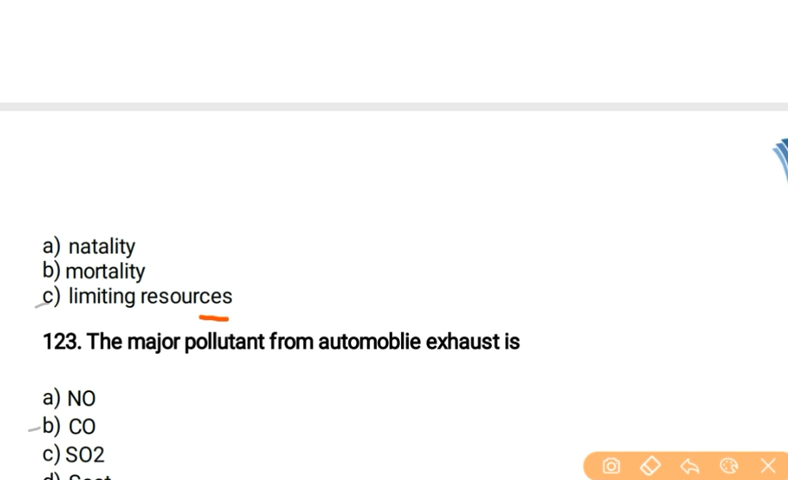 a) natality
b) mortality
c) limiting resources
123. The major pollutant from automoblie exhaust is
a) NO
b) CO
c) SO2